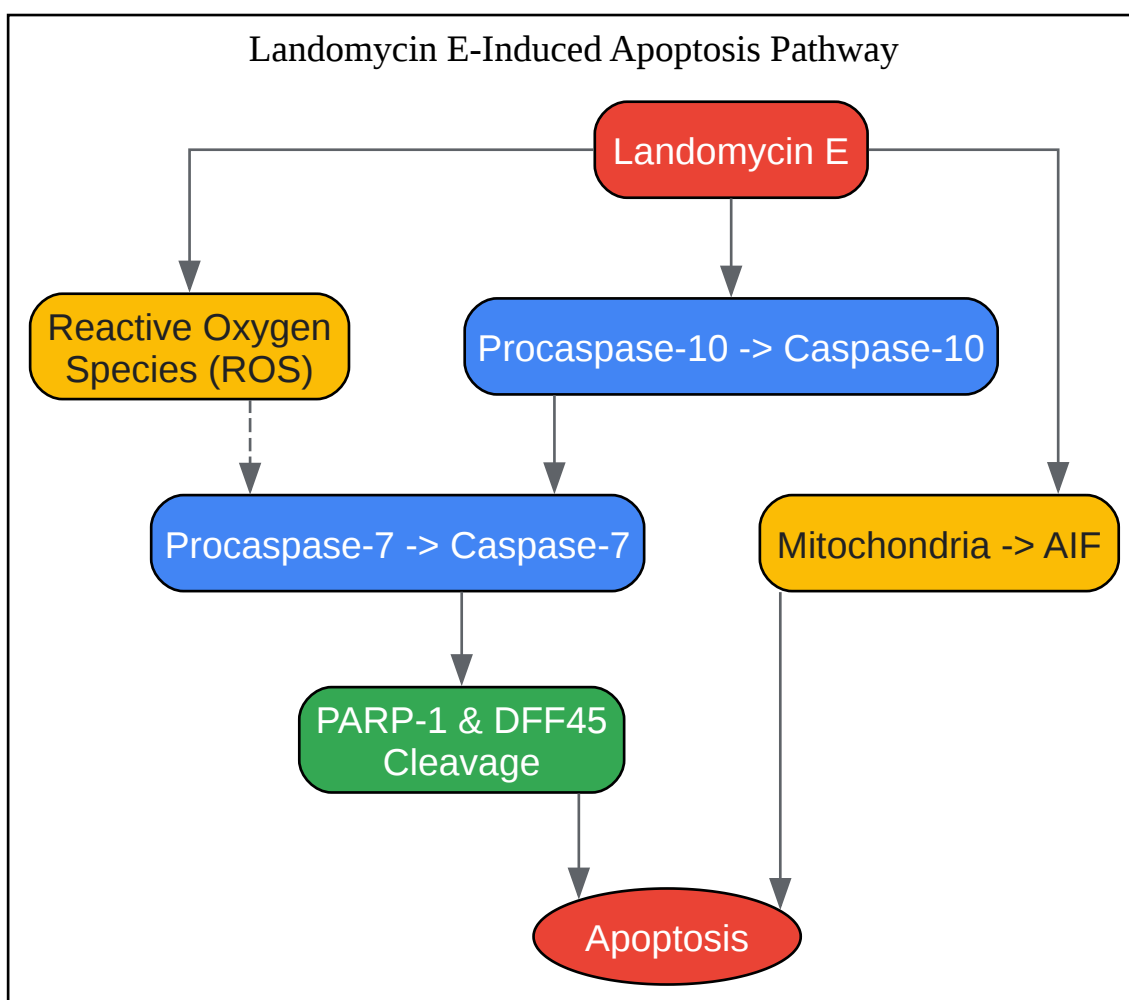 Landomycin E-Induced Apoptosis Pathway
Landomycin E
Reactive Oxygen
Species (ROS)
Procaspase-10 -> Caspase-10
Procaspase-7 -> Caspase-7
Mitochondria -> AIF
PARP-1 & DFF45
Cleavage
Apoptosis